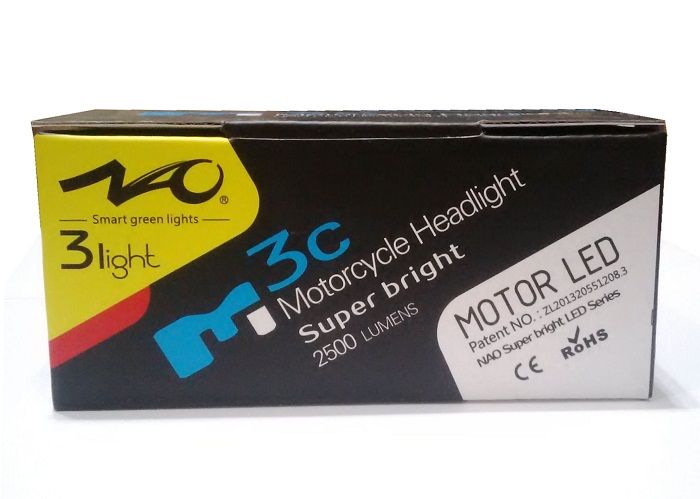 NAO®
Smart green lights
3light
m3c
Motorcycle Headlight
Super bright
2500 LUMENS
MOTOR LED
Patent NO.: ZL201320551208.3
NAO Super bright LED Series
CE RoHS